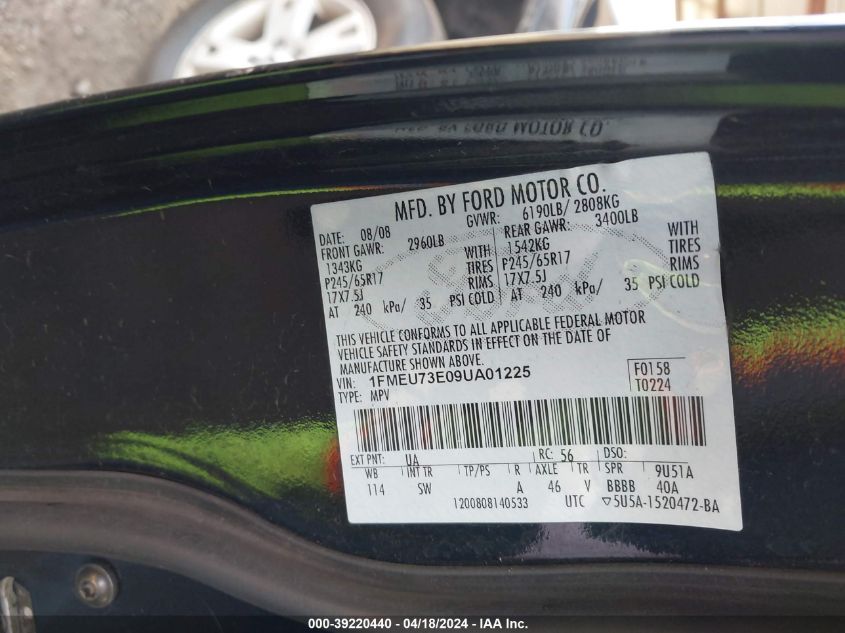 MFD. BY FORD MOTOR CO.
DATE: 08/08 GVWR: 6190LB/ 2808KG
FRONT GAWR: 2960LB REAR GAWR: 3400LB
1343KG WITH 1542KG WITH
P245/65R17 TIRES P245/65R17 TIRES
17X7.5J RIMS 17X7.5J RIMS
AT 240 kPa/ 35 PSI COLD AT 240 kPa/ 35 PSI COLD
THIS VEHICLE CONFORMS TO ALL APPLICABLE FEDERAL MOTOR
VEHICLE SAFETY STANDARDS IN EFFECT ON THE DATE OF
MANUFACTURE SHOWN ABOVE.
VIN: 1FMEU73E09UA01225 F0158
TYPE: MPV T0224
EXT PNT: UA RC: 56 DSO:
WB INT TR TP/PS R AXLE TR SPR 9U51A
114 SW A 46 V BBBB 40A
1200808140533 UTC ▽5U5A-1520472-BA
000-39220440 - 04/18/2024 - IAA Inc.